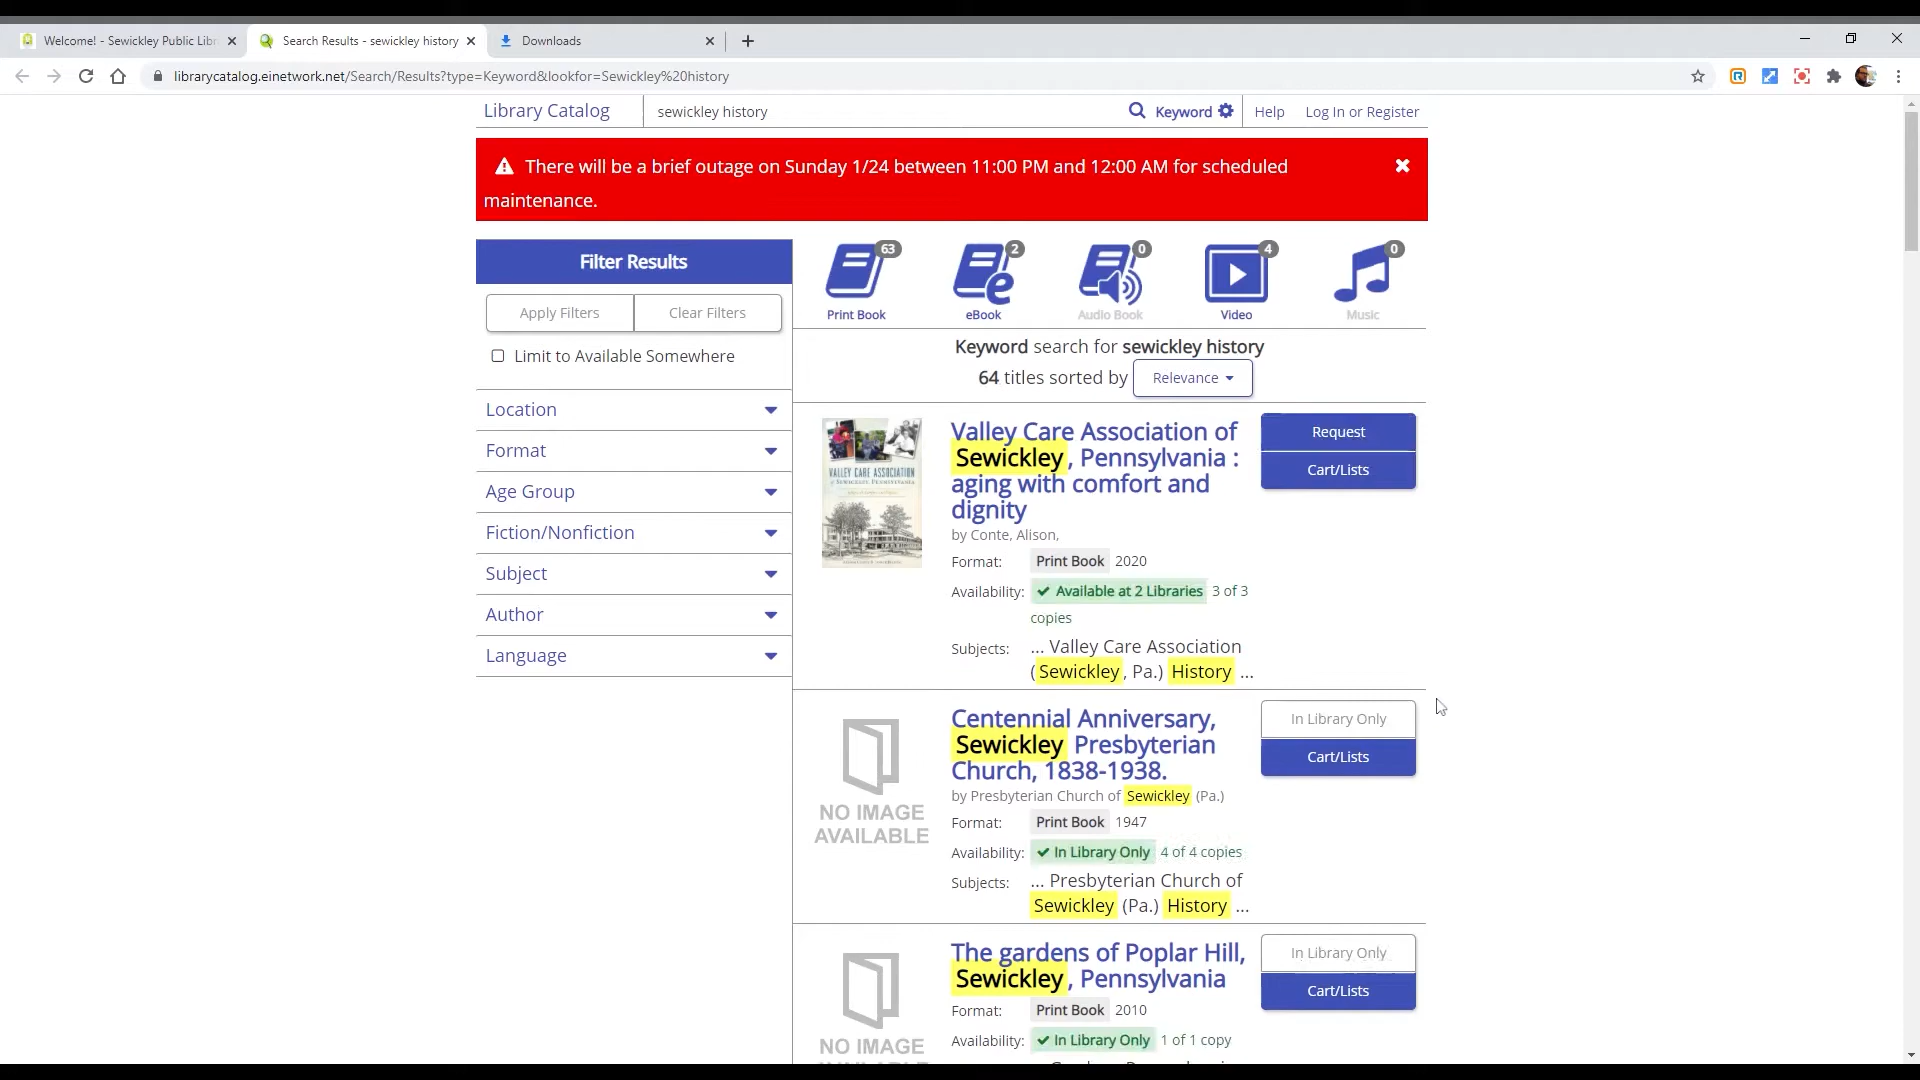 Welcome! - Sewickley Public Libr
Search Results - sewickley history
Downloads
librarycatalog.einetwork.net/Search/Results?type=Keyword&lookfor=Sewickley%20history
Library Catalog
sewickley history
Keyword
Help
Log In or Register
There will be a brief outage on Sunday 1/24 between 11:00 PM and 12:00 AM for scheduled
maintenance.
Filter Results
Apply Filters
Clear Filters
Limit to Available Somewhere
Location
Format
Age Group
Fiction/Nonfiction
Subject
Author
Language
63
Print Book
2
eBook
0
Audio Book
4
Video
0
Music
Keyword search for sewickley history
64 titles sorted by Relevance
VALLEY CARE ASSOCIATION
of SEWICKLEY, PENNSYLVANIA
Valley Care Association of
Sewickley, Pennsylvania :
aging with comfort and
dignity
by Conte, Alison,
Format: Print Book 2020
Availability: Available at 2 Libraries 3 of 3
copies
Subjects: ... Valley Care Association
(Sewickley, Pa.) History ...
Request
Cart/Lists
NO IMAGE
AVAILABLE
Centennial Anniversary,
Sewickley Presbyterian
Church, 1838-1938.
by Presbyterian Church of Sewickley (Pa.)
Format: Print Book 1947
Availability: In Library Only 4 of 4 copies
Subjects: ... Presbyterian Church of
Sewickley (Pa.) History ...
In Library Only
Cart/Lists
NO IMAGE
The gardens of Poplar Hill,
Sewickley, Pennsylvania
Format: Print Book 2010
Availability: In Library Only 1 of 1 copy
In Library Only
Cart/Lists